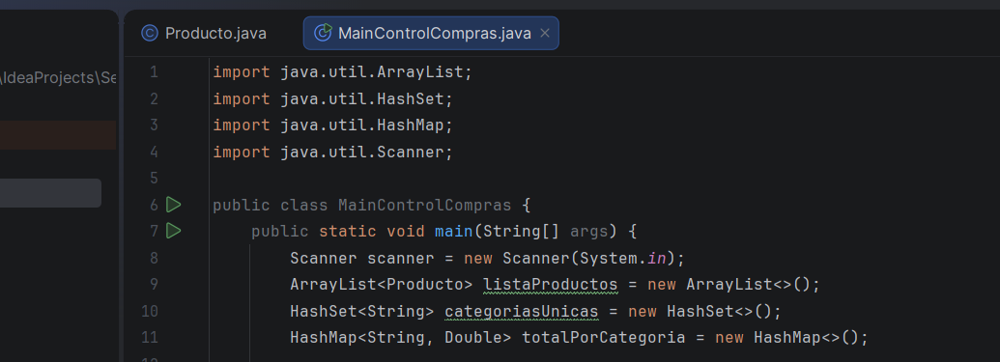 Producto.java
MainControlCompras.java
\IdeaProjects\Se
1 import java.util.ArrayList;
2 import java.util.HashSet;
3 import java.util.HashMap;
4 import java.util.Scanner;
5
6 public class MainControlCompras {
7 public static void main(String[] args) {
8 Scanner scanner = new Scanner(System.in);
9 ArrayList<Producto> listaProductos = new ArrayList<>();
10 HashSet<String> categoriasUnicas = new HashSet<>();
11 HashMap<String, Double> totalPorCategoria = new HashMap<>();